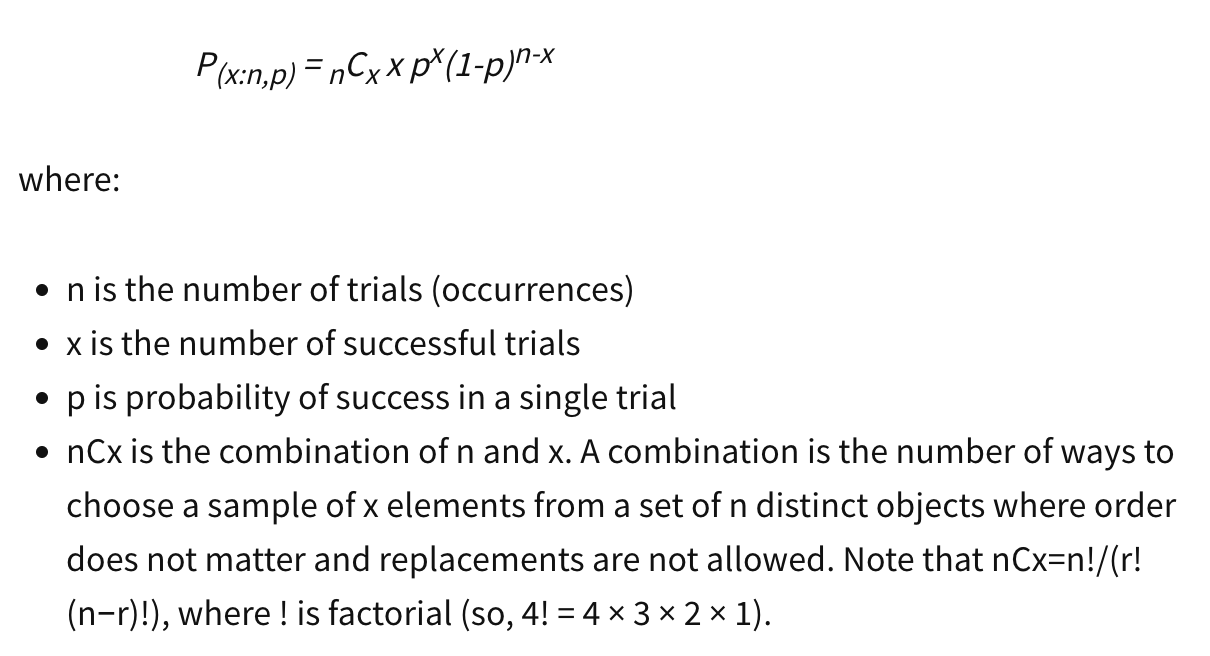 P(x:n,p) = nCx x p^x(1-p)^n-x
where:
• n is the number of trials (occurrences)
• x is the number of successful trials
• p is probability of success in a single trial
• nCx is the combination of n and x. A combination is the number of ways to
choose a sample of x elements from a set of n distinct objects where order
does not matter and replacements are not allowed. Note that nCx=n!/(r!
(n−r)!), where ! is factorial (so, 4! = 4 × 3 × 2 × 1).